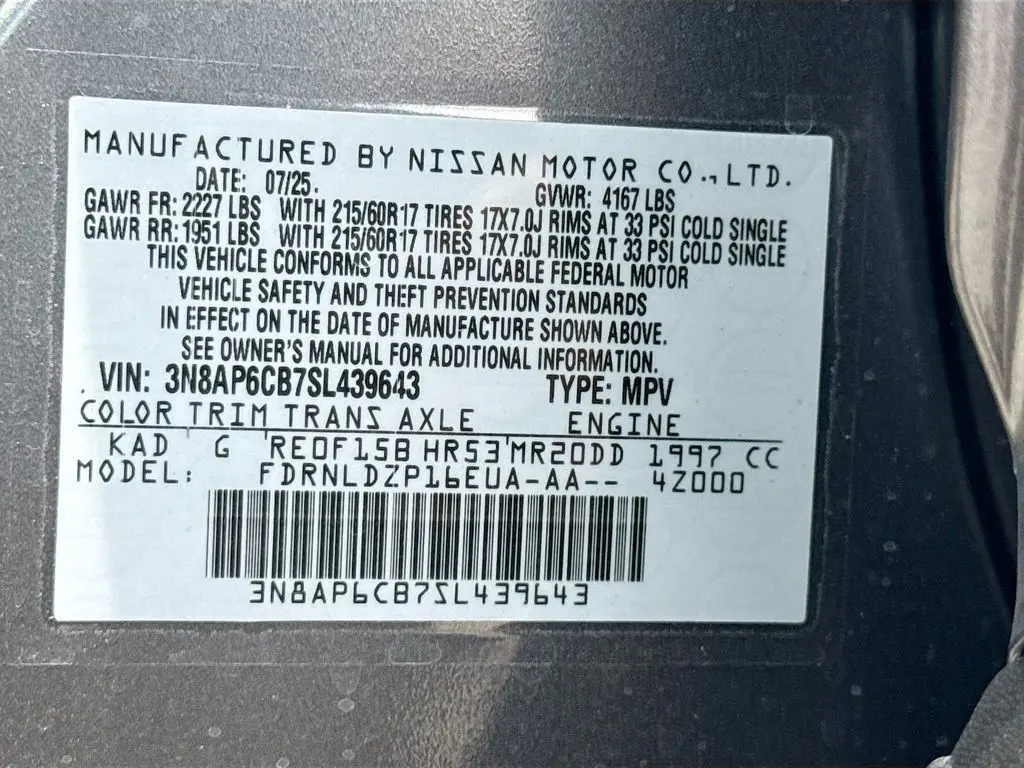 MANUFACTURED BY NISSAN MOTOR CO.,LTD.
DATE: 07/25. GVWR: 4167 LBS
GAWR FR: 2227 LBS WITH 215/60R17 TIRES 17X7.0J RIMS AT 33 PSI COLD SINGLE
GAWR RR: 1951 LBS WITH 215/60R17 TIRES 17X7.0J RIMS AT 33 PSI COLD SINGLE
THIS VEHICLE CONFORMS TO ALL APPLICABLE FEDERAL MOTOR
VEHICLE SAFETY AND THEFT PREVENTION STANDARDS
IN EFFECT ON THE DATE OF MANUFACTURE SHOWN ABOVE.
SEE OWNER'S MANUAL FOR ADDITIONAL INFORMATION.
VIN: 3N8AP6CB7SL439643 TYPE: MPV
COLOR TRIM TRANS AXLE ENGINE
KAD G RE0F15B HR53 MR20DD 1997 CC
MODEL: FDRNLDZP16EUA-AA-- 4Z000
3N8AP6CB7SL439643